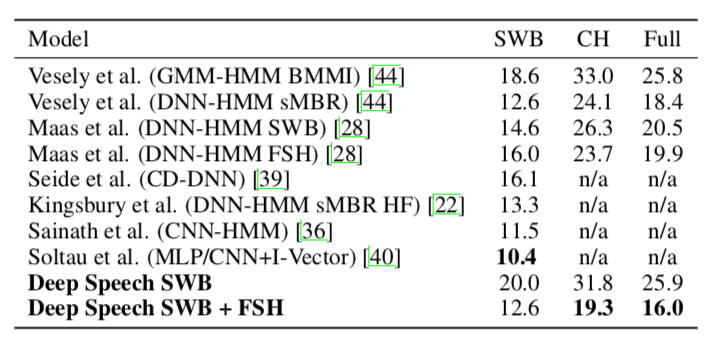 Model SWB CH Full
Vesely et al. (GMM-HMM BMMI) [44] 18.6 33.0 25.8
Vesely et al. (DNN-HMM sMBR) [44] 12.6 24.1 18.4
Maas et al. (DNN-HMM SWB) [28] 14.6 26.3 20.5
Maas et al. (DNN-HMM FSH) [28] 16.0 23.7 19.9
Seide et al. (CD-DNN) [39] 16.1 n/a n/a
Kingsbury et al. (DNN-HMM sMBR HF) [22] 13.3 n/a n/a
Sainath et al. (CNN-HMM) [36] 11.5 n/a n/a
Soltau et al. (MLP/CNN+I-Vector) [40] 10.4 n/a n/a
Deep Speech SWB 20.0 31.8 25.9
Deep Speech SWB + FSH 12.6 19.3 16.0